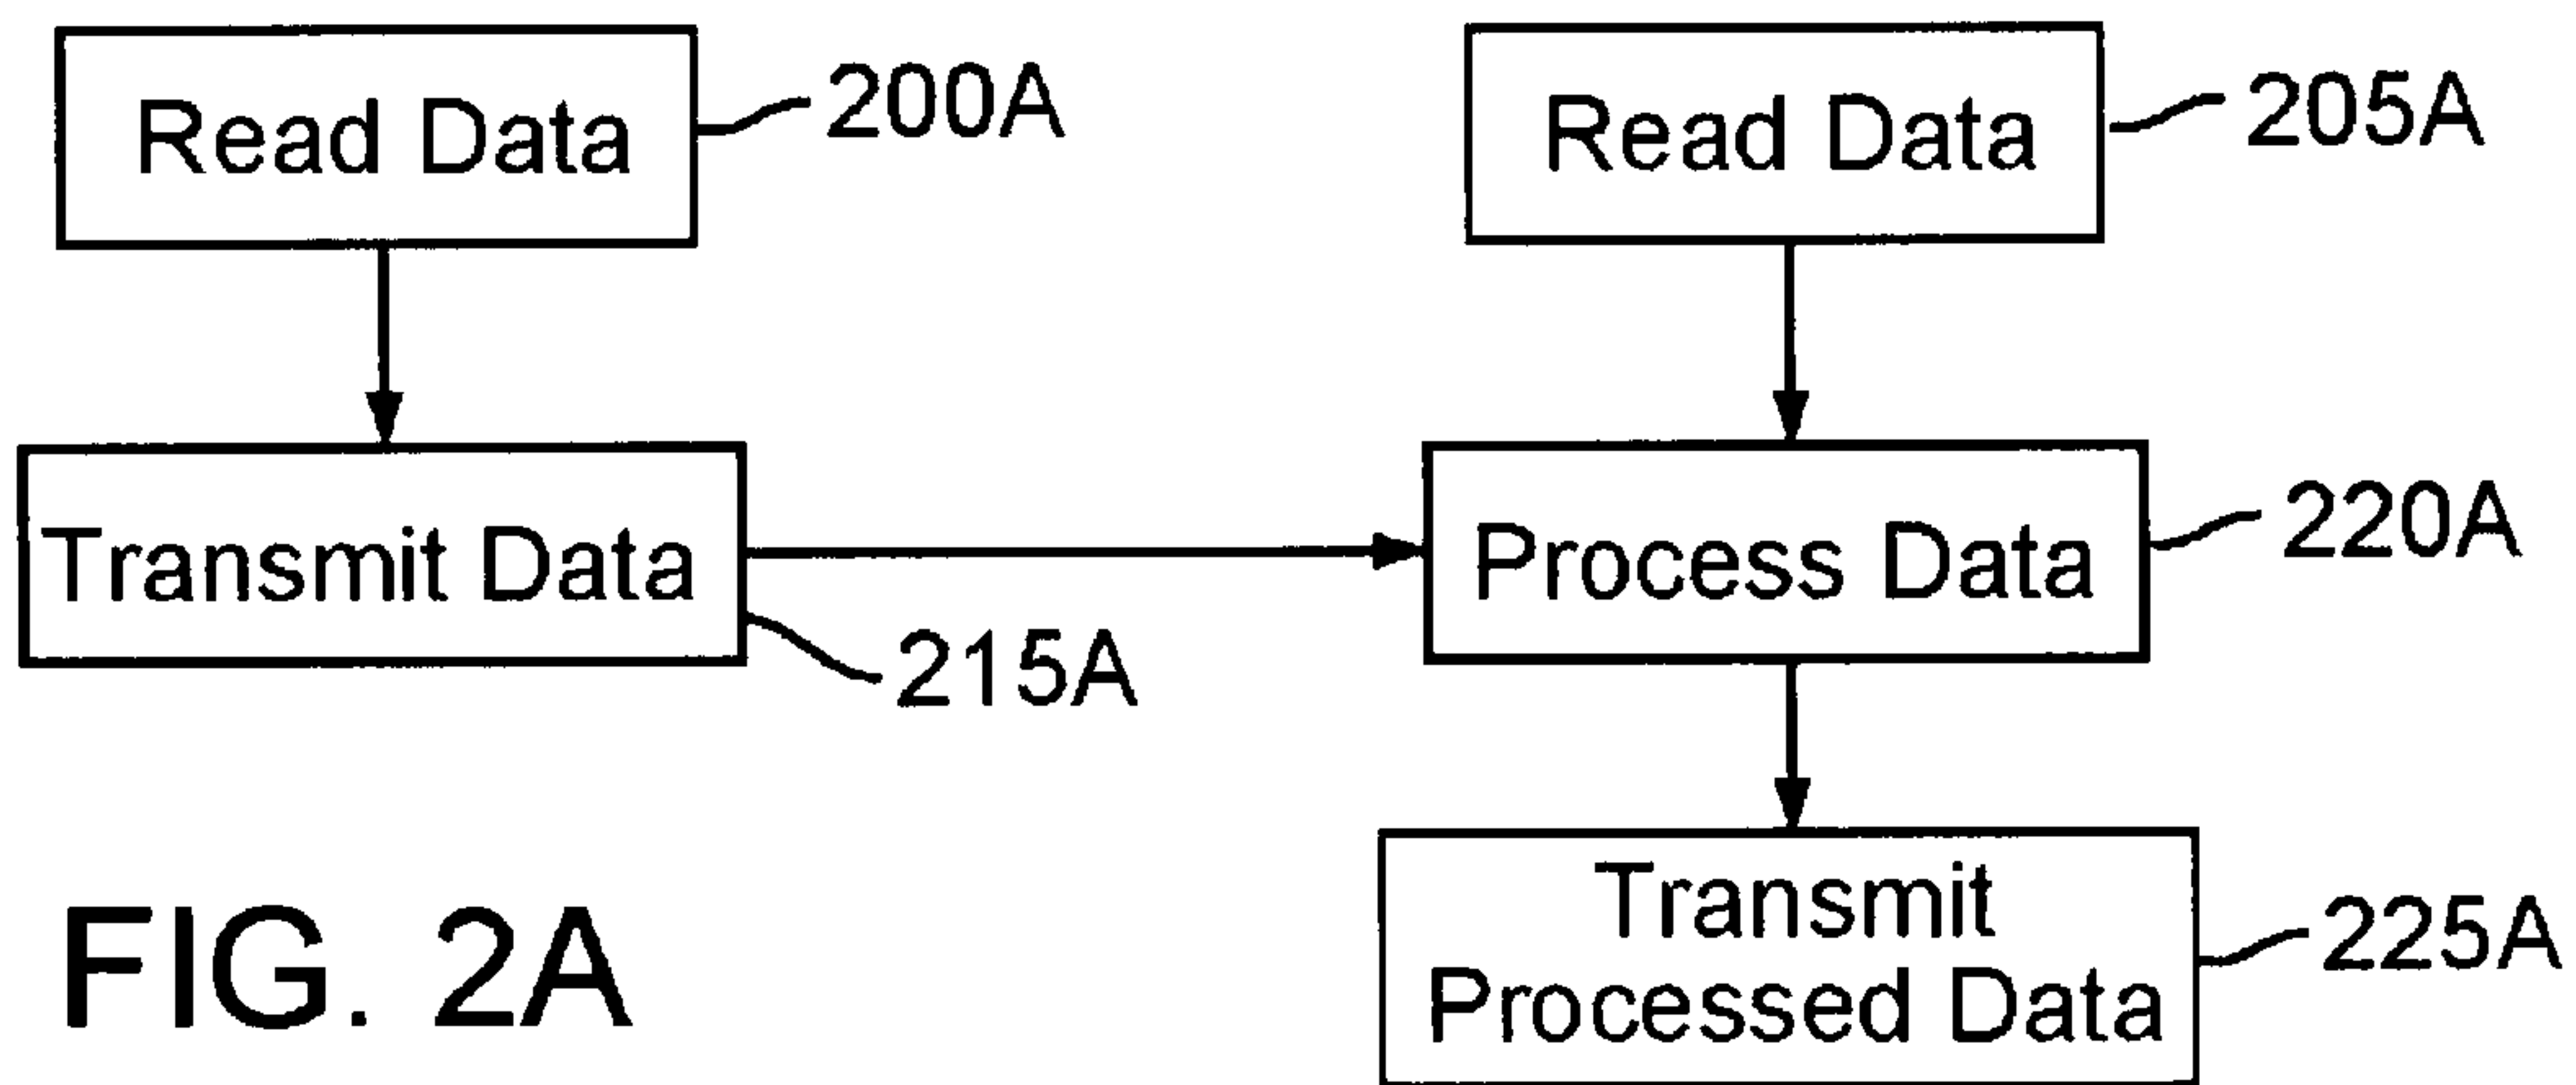 Read Data
200A
Read Data
205A
Transmit Data
215A
Process Data
220A
Transmit
Processed Data
225A
FIG. 2A